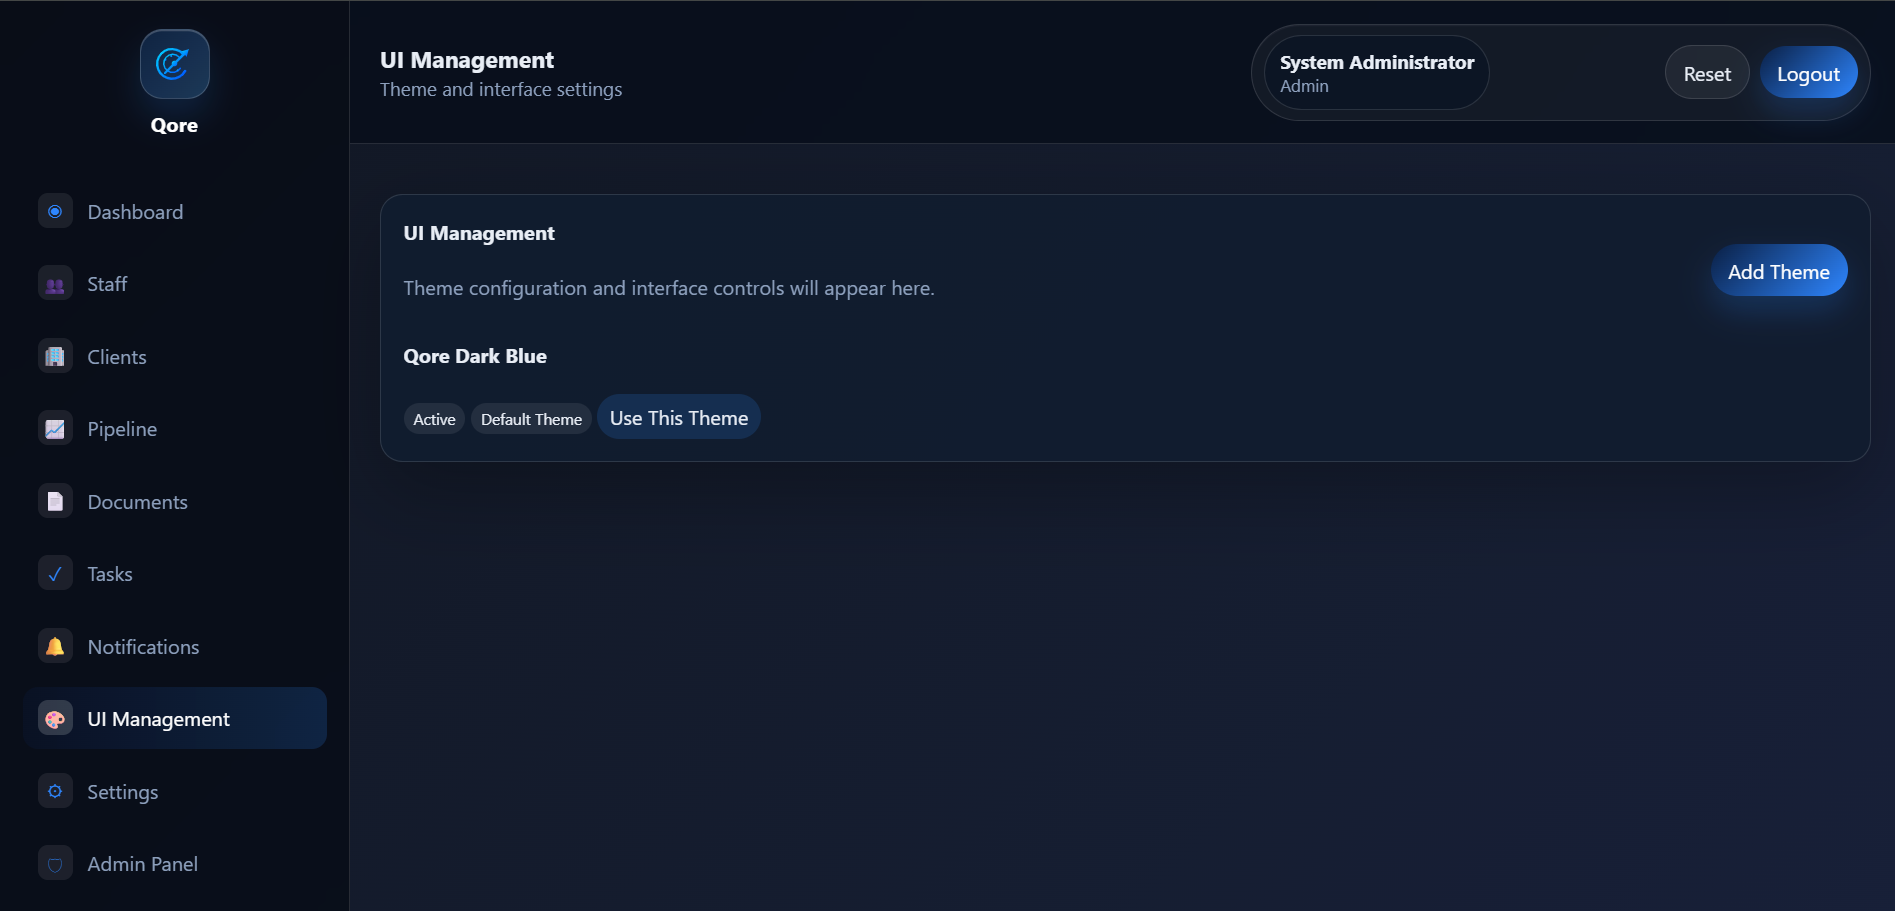 Qore
Dashboard
Staff
Clients
Pipeline
Documents
Tasks
Notifications
UI Management
Settings
Admin Panel
UI Management
Theme and interface settings
System Administrator
Admin
Reset
Logout
UI Management
Theme configuration and interface controls will appear here.
Add Theme
Qore Dark Blue
Active
Default Theme
Use This Theme